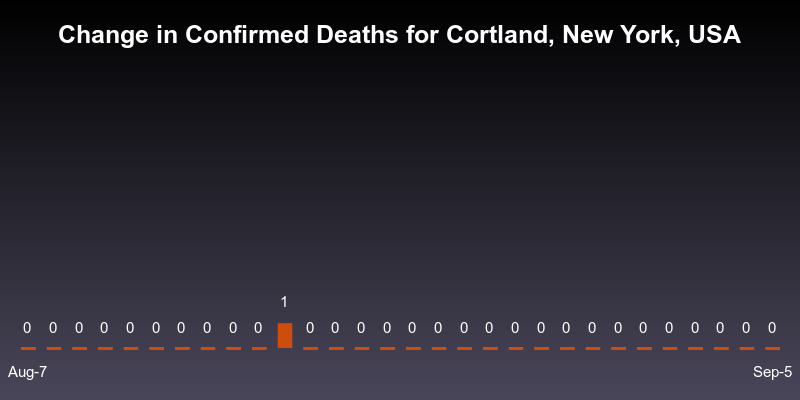 Change in Confirmed Deaths for Cortland, New York, USA
1
0 0 0 0 0 0 0 0 0 0 0 0 0 0 0 0 0 0 0 0 0 0 0 0 0 0 0 0 0
Aug-7 Sep-5